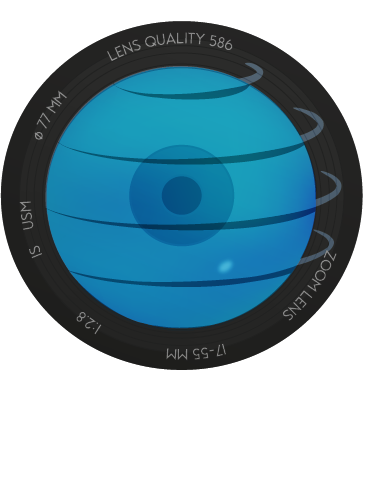 LENS QUALITY 586
ZOOM LENS
17-55 MM
1:2.8
IS
USM
Φ 77 MM